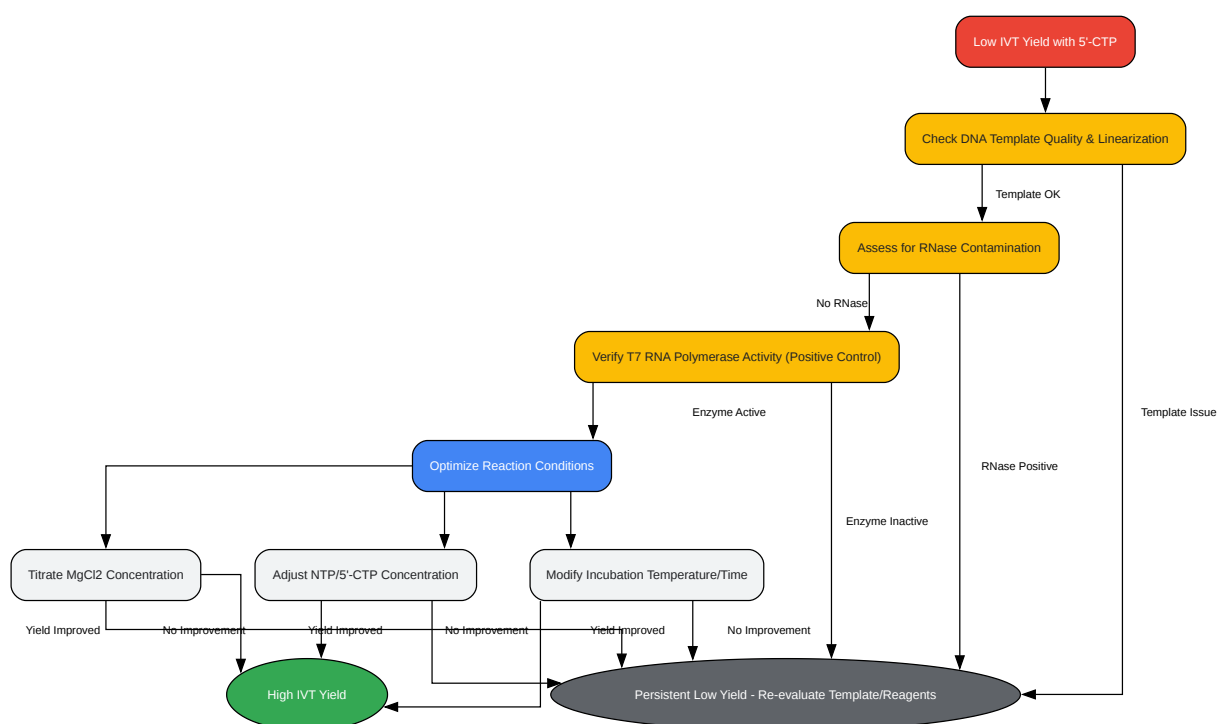 Low IVT Yield with 5'-CTP
Check DNA Template Quality & Linearization
Template OK
Assess for RNase Contamination
No RNase
Verify T7 RNA Polymerase Activity (Positive Control)
Enzyme Active
Template Issue
Optimize Reaction Conditions
RNase Positive
Enzyme Inactive
Titrate MgCl2 Concentration
Adjust NTP/5'-CTP Concentration
Modify Incubation Temperature/Time
Yield Improved
No Improvement
Yield Improved
No Improvement
Yield Improved
No Improvement
High IVT Yield
Persistent Low Yield - Re-evaluate Template/Reagents